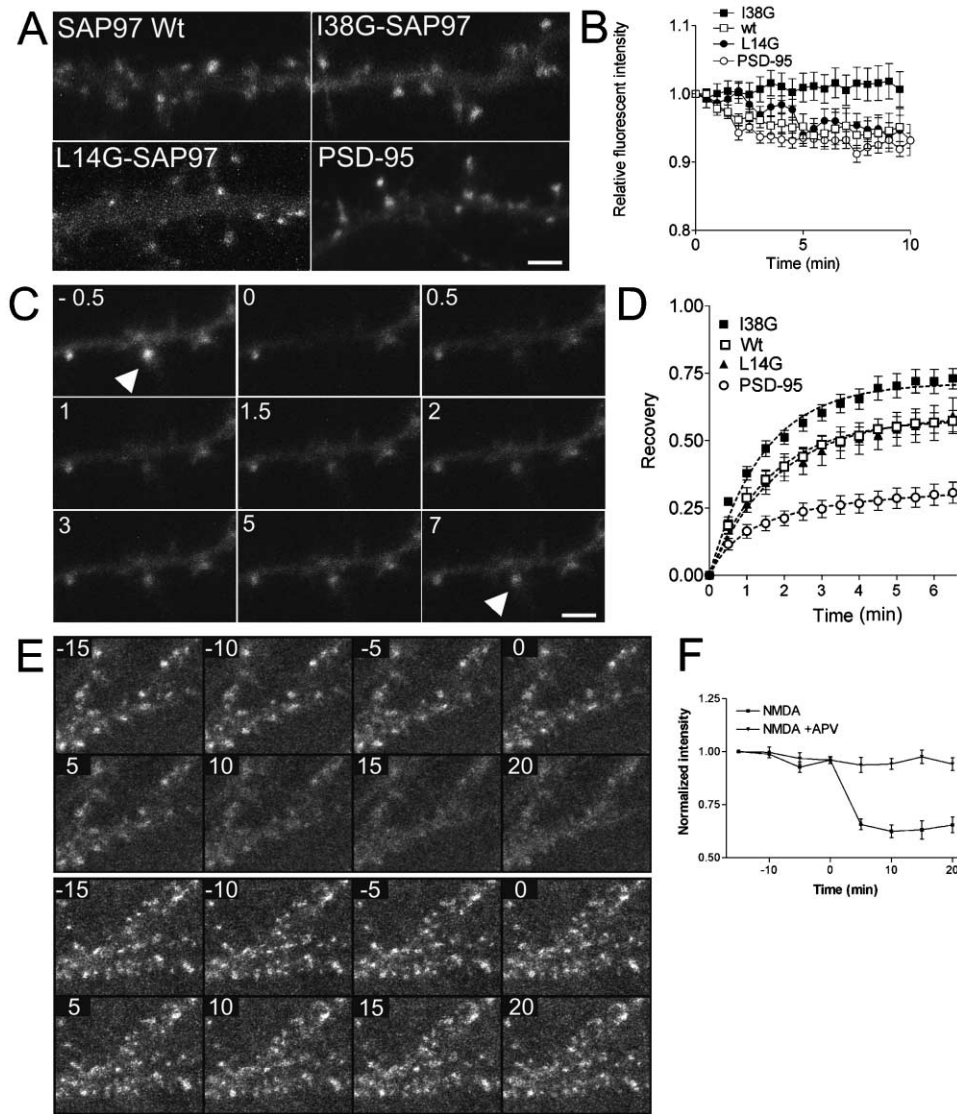 A
SAP97 Wt
I38G-SAP97
L14G-SAP97
PSD-95
B
I38G
wt
L14G
PSD-95
1.1
1.0
0.9
0.8
0
5
10
Relative fluorescent intensity
Time (min)
C
- 0.5
0
0.5
1
1.5
2
3
5
7
D
I38G
Wt
L14G
PSD-95
1.00
0.75
0.50
0.25
0.00
0 1 2 3 4 5 6
Recovery
Time (min)
E
-15 -10 -5 0
5 10 15 20
-15 -10 -5 0
5 10 15 20
F
NMDA
NMDA +APV
1.25
1.00
0.75
0.50
-10 0 10 20
Normalized intensity
Time (min)